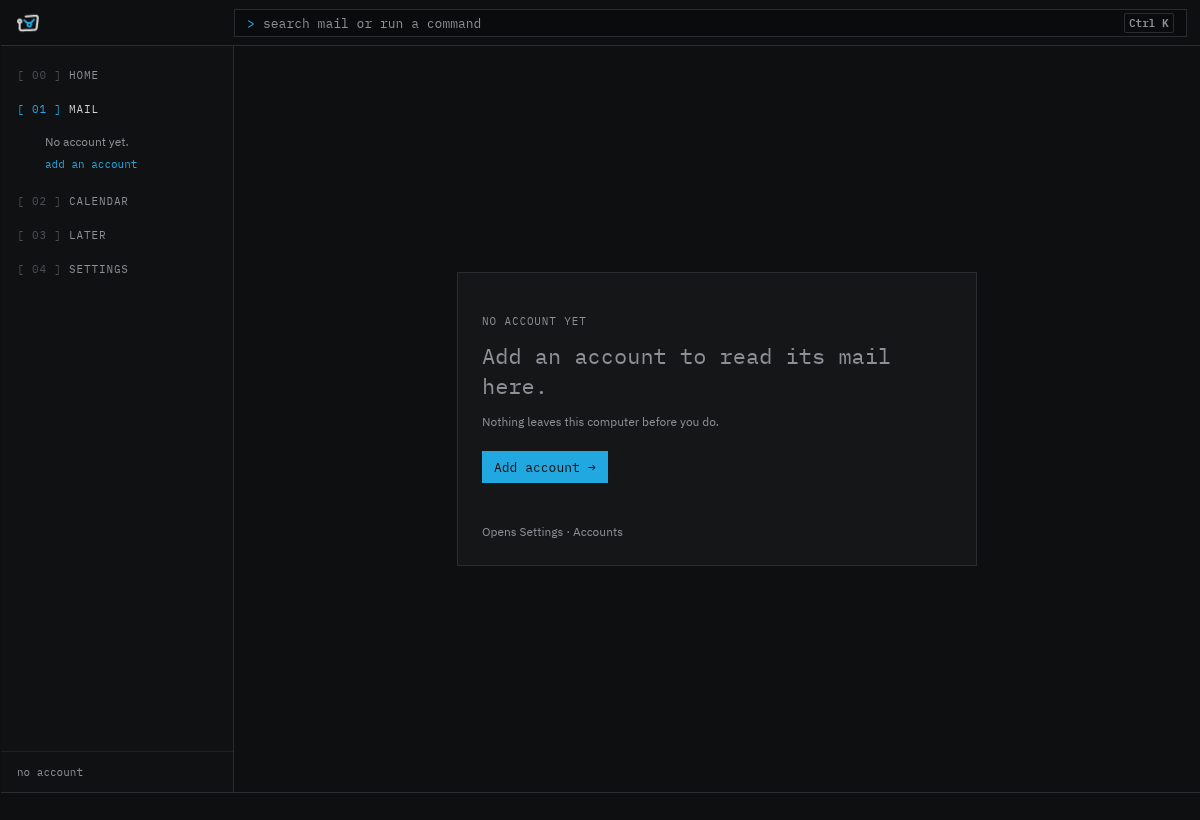 > search mail or run a command Ctrl K
[ 00 ] HOME
[ 01 ] MAIL
No account yet.
add an account
[ 02 ] CALENDAR
[ 03 ] LATER
[ 04 ] SETTINGS
NO ACCOUNT YET
Add an account to read its mail
here.
Nothing leaves this computer before you do.
Add account →
Opens Settings · Accounts
no account